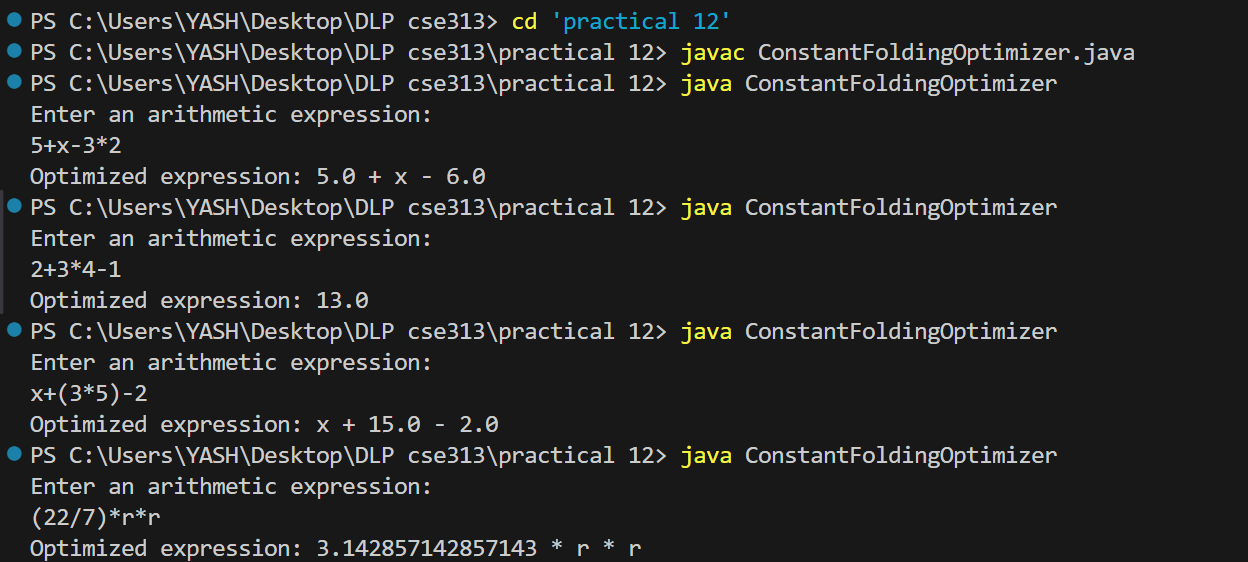 PS C:\Users\YASH\Desktop\DLP cse313> cd 'practical 12'
PS C:\Users\YASH\Desktop\DLP cse313\practical 12> javac ConstantFoldingOptimizer.java
PS C:\Users\YASH\Desktop\DLP cse313\practical 12> java ConstantFoldingOptimizer
Enter an arithmetic expression:
5+x-3*2
Optimized expression: 5.0 + x - 6.0
PS C:\Users\YASH\Desktop\DLP cse313\practical 12> java ConstantFoldingOptimizer
Enter an arithmetic expression:
2+3*4-1
Optimized expression: 13.0
PS C:\Users\YASH\Desktop\DLP cse313\practical 12> java ConstantFoldingOptimizer
Enter an arithmetic expression:
x+(3*5)-2
Optimized expression: x + 15.0 - 2.0
PS C:\Users\YASH\Desktop\DLP cse313\practical 12> java ConstantFoldingOptimizer
Enter an arithmetic expression:
(22/7)*r*r
Optimized expression: 3.142857142857143 * r * r